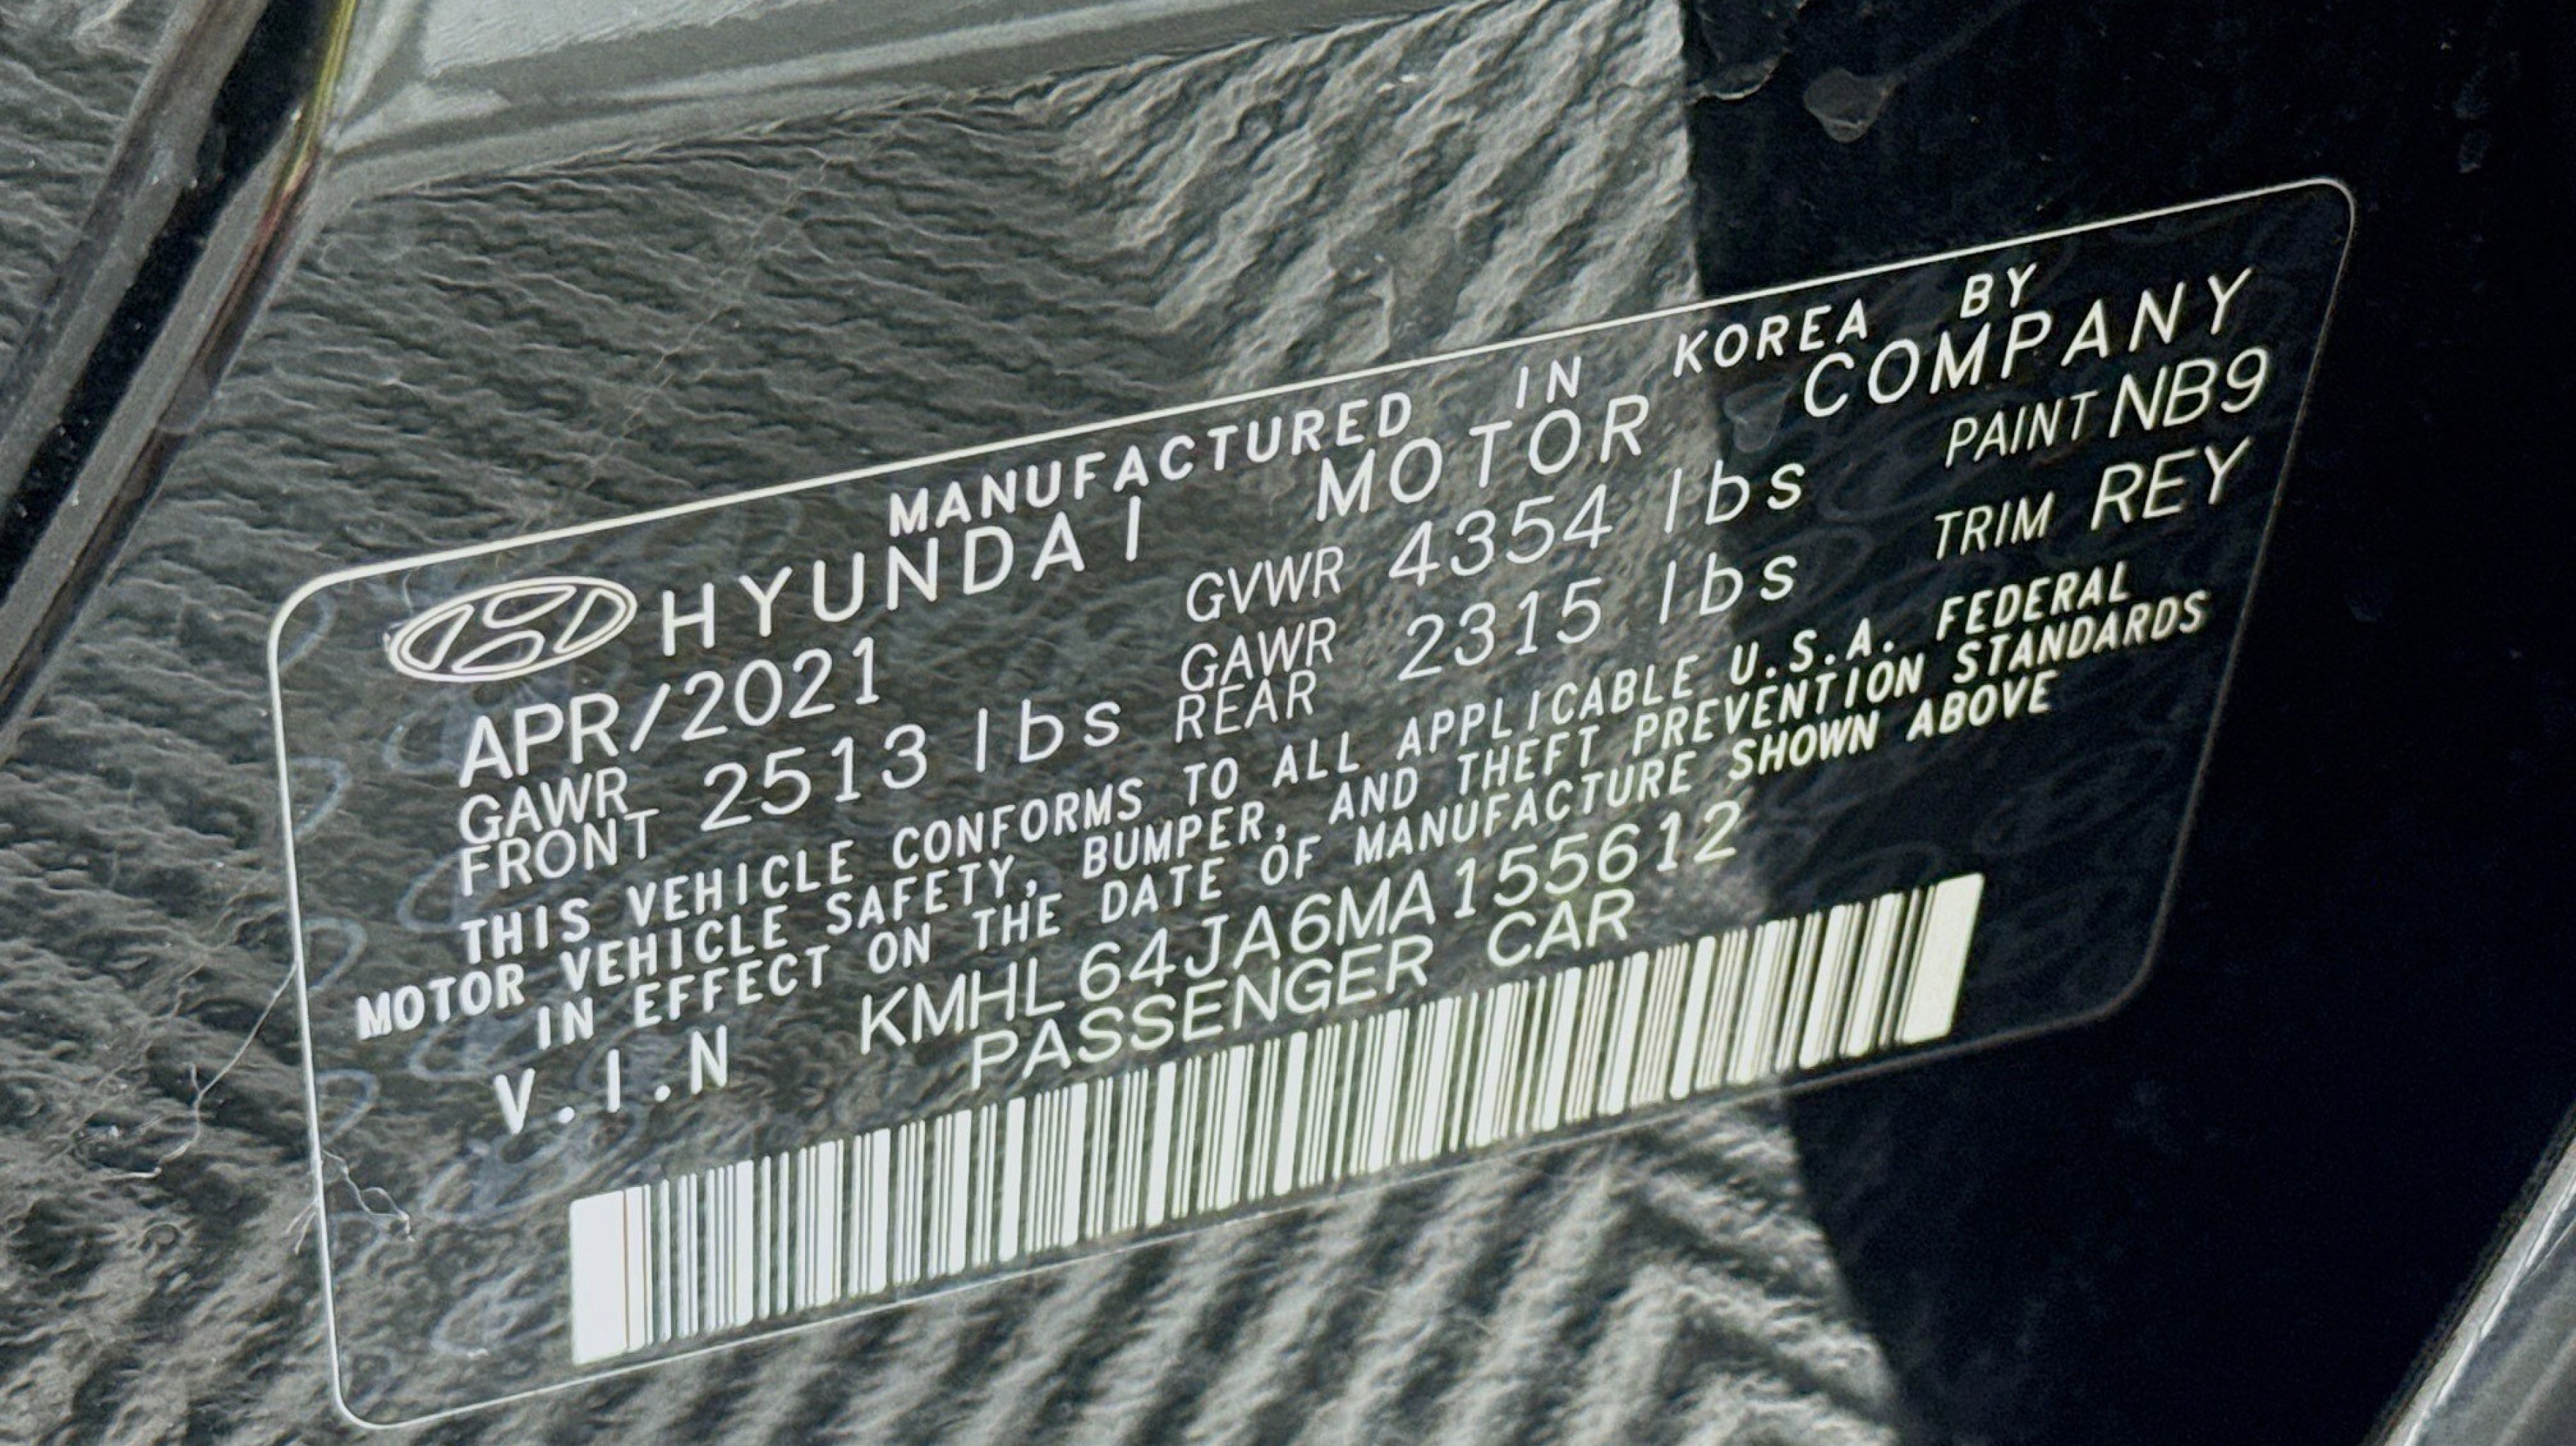 MANUFACTURED IN KOREA BY
HYUNDAI MOTOR COMPANY
APR/2021 GVWR 4354 lbs PAINT NB9
GAWR FRONT 2513 lbs GAWR REAR 2315 lbs TRIM REY
THIS VEHICLE CONFORMS TO ALL APPLICABLE U.S.A. FEDERAL
MOTOR VEHICLE SAFETY, BUMPER, AND THEFT PREVENTION STANDARDS
IN EFFECT ON THE DATE OF MANUFACTURE SHOWN ABOVE
V.I.N KMHL64JA6MA155612
PASSENGER CAR